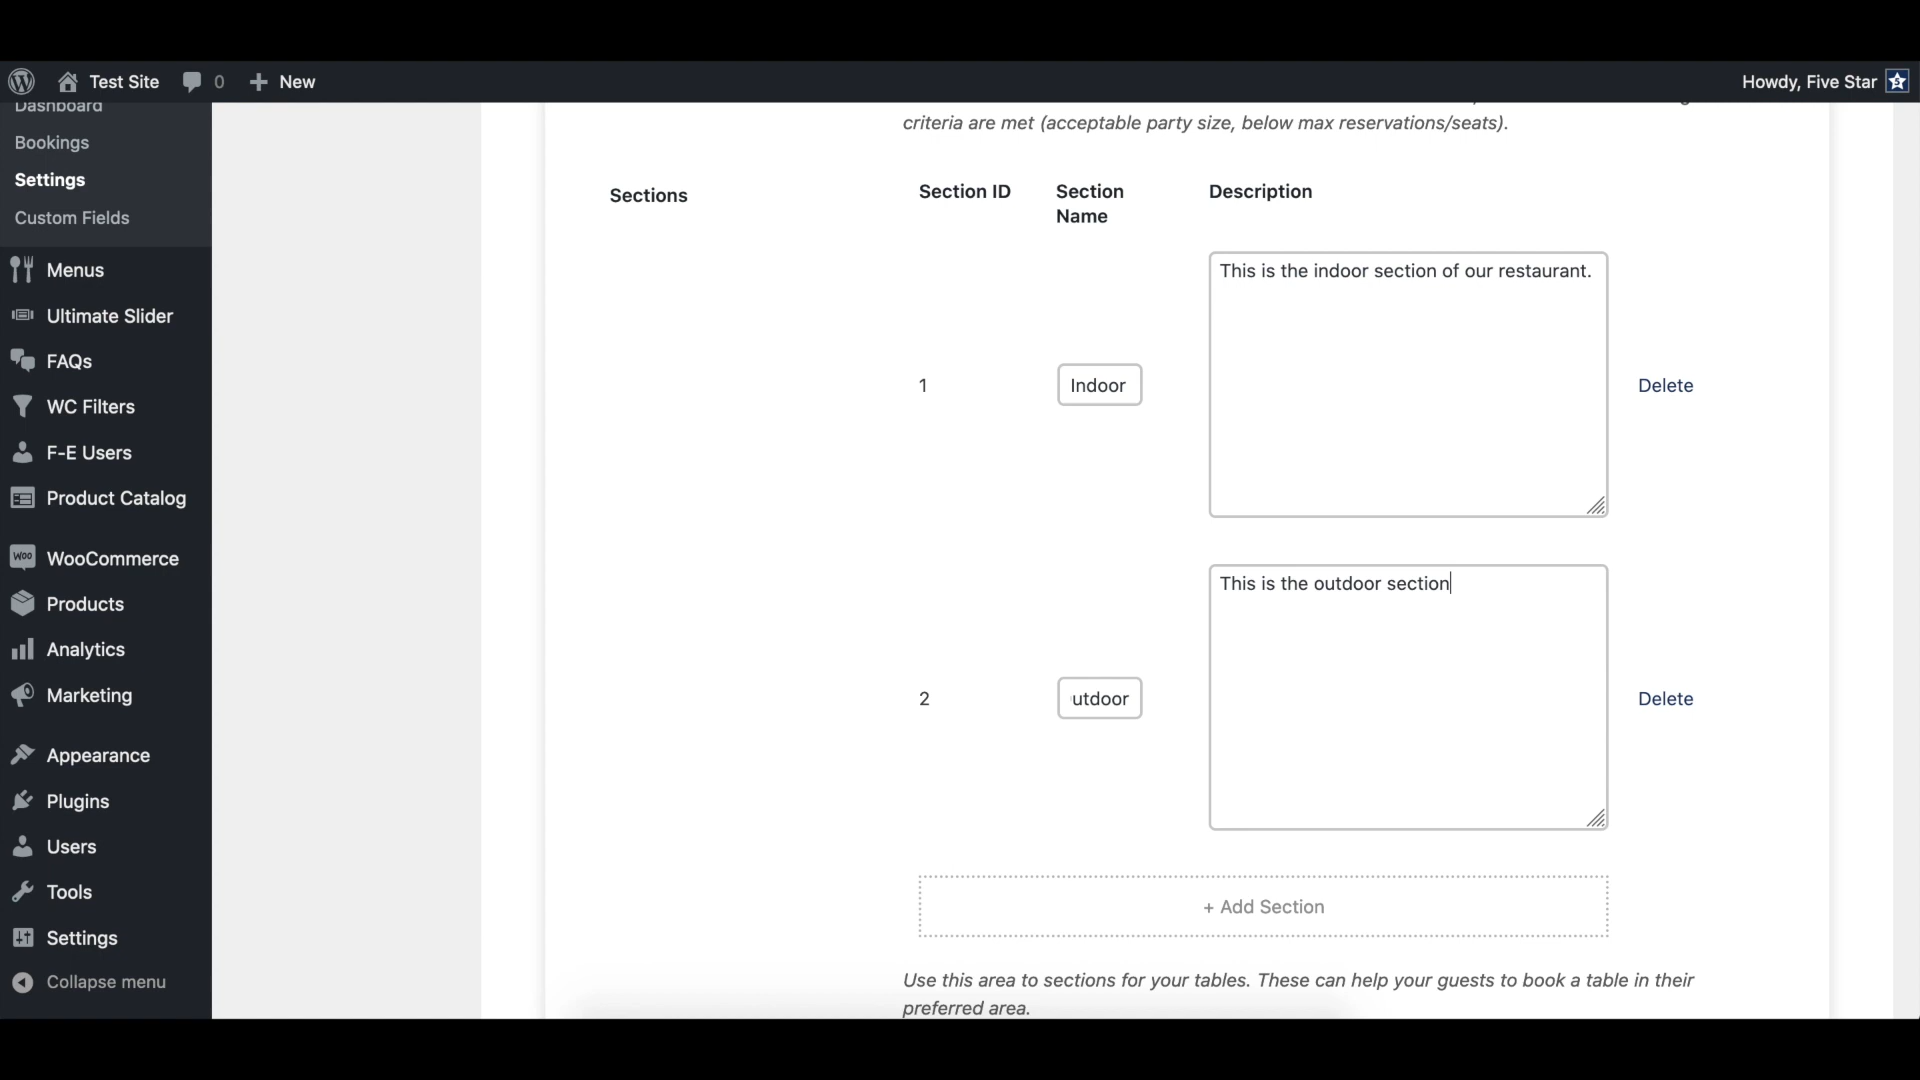 Test Site
0
New
Howdy, Five Star
Dashboard
Bookings
Settings
Custom Fields
Menus
Ultimate Slider
FAQs
WC Filters
F-E Users
Product Catalog
WooCommerce
Products
Analytics
Marketing
Appearance
Plugins
Users
Tools
Settings
Collapse menu
criteria are met (acceptable party size, below max reservations/seats).
Sections
Section ID
Section
Name
Description
This is the indoor section of our restaurant.
1
Indoor
Delete
This is the outdoor section
2
utdoor
Delete
+ Add Section
Use this area to sections for your tables. These can help your guests to book a table in their
preferred area.